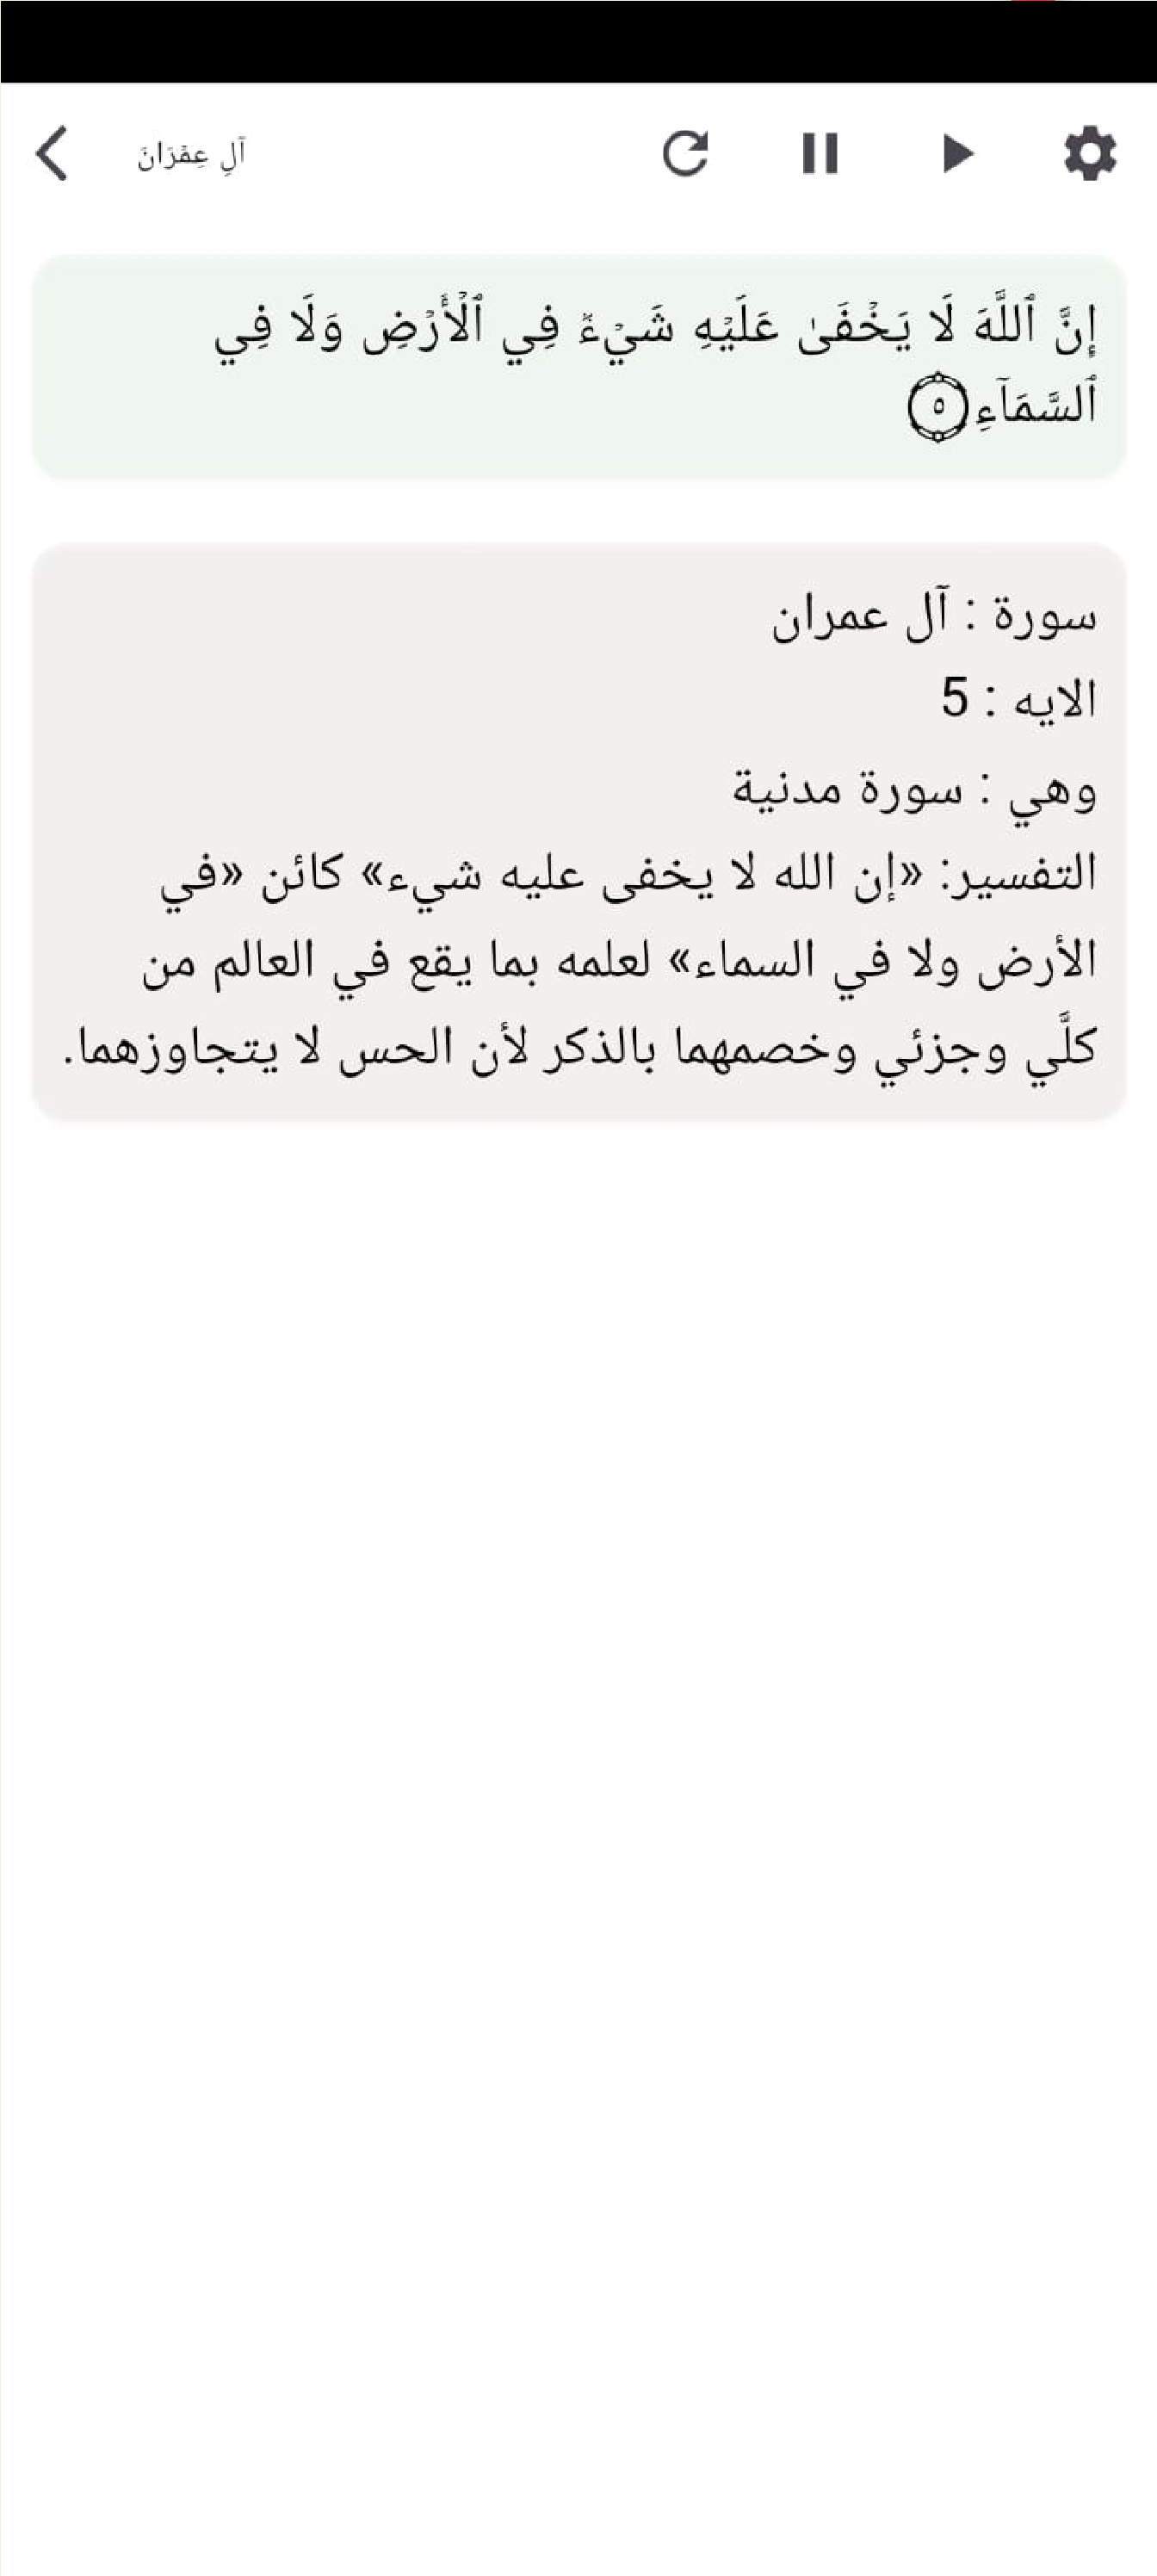 آلِ عِمۡرَانَ
إِنَّ ٱللَّهَ لَا يَخۡفَىٰ عَلَيۡهِ شَيۡءٞ فِي ٱلۡأَرۡضِ وَلَا فِي
ٱلسَّمَآءِ ٥
سورة : آل عمران
الايه : 5
وهي : سورة مدنية
التفسير: «إن الله لا يخفى عليه شيء» كائن «في
الأرض ولا في السماء» لعلمه بما يقع في العالم من
كلَّي وجزئي وخصمهما بالذكر لأن الحس لا يتجاوزهما.